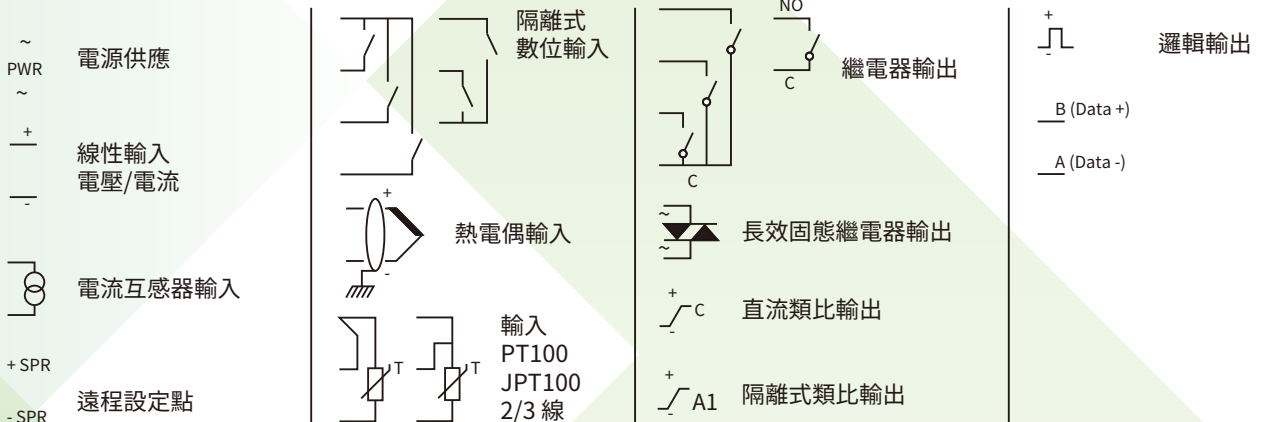 ~
PWR
~
電源供應
+
-
線性輸入
電壓/電流
電流互感器輸入
+ SPR
- SPR
遠程設定點
隔離式
數位輸入
+
-
熱電偶輸入
T
T
輸入
PT100
JPT100
2/3 線
NO
C
C
繼電器輸出
~
~
長效固態繼電器輸出
+
C
-
直流類比輸出
+
A1
-
隔離式類比輸出
+
-
邏輯輸出
B (Data +)
A (Data -)